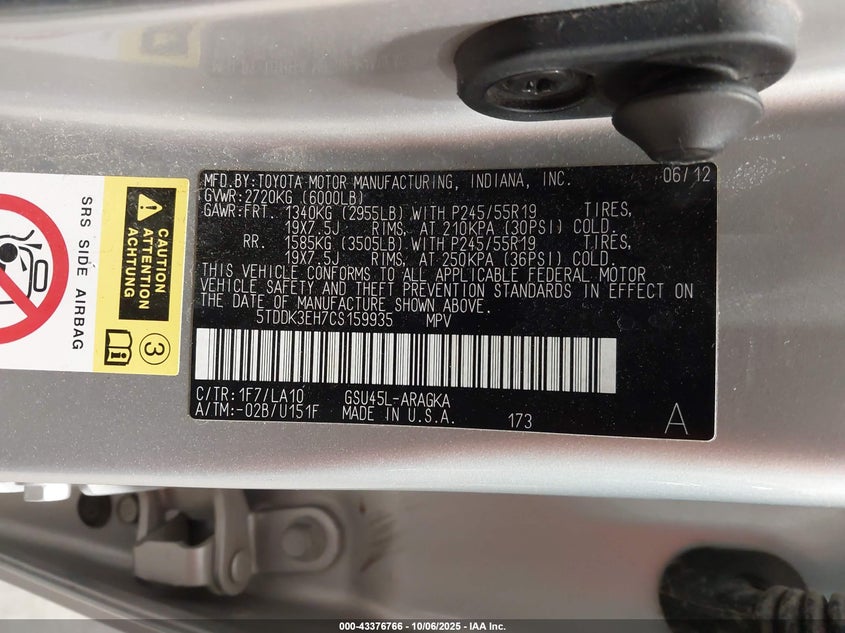 MFD.BY:TOYOTA MOTOR MANUFACTURING, INDIANA, INC. 06/12
GVWR:2720KG (6000LB)
GAWR:FRT. 1340KG (2955LB) WITH P245/55R19 TIRES,
19X7.5J RIMS, AT 210KPA (30PSI) COLD.
RR. 1585KG (3505LB) WITH P245/55R19 TIRES,
19X7.5J RIMS, AT 250KPA (36PSI) COLD.
THIS VEHICLE CONFORMS TO ALL APPLICABLE FEDERAL MOTOR
VEHICLE SAFETY AND THEFT PREVENTION STANDARDS IN EFFECT ON
THE DATE OF MANUFACTURE SHOWN ABOVE.
5TDDK3EH7CS159935 MPV
C/TR:1F7/LA10 GSU45L-ARAGKA
A/TM:-02B/U151F MADE IN U.S.A. 173 A
SRS SIDE AIRBAG
CAUTION
ATTENTION
ACHTUNG
3
000-43376766 - 10/06/2025 - IAA Inc.